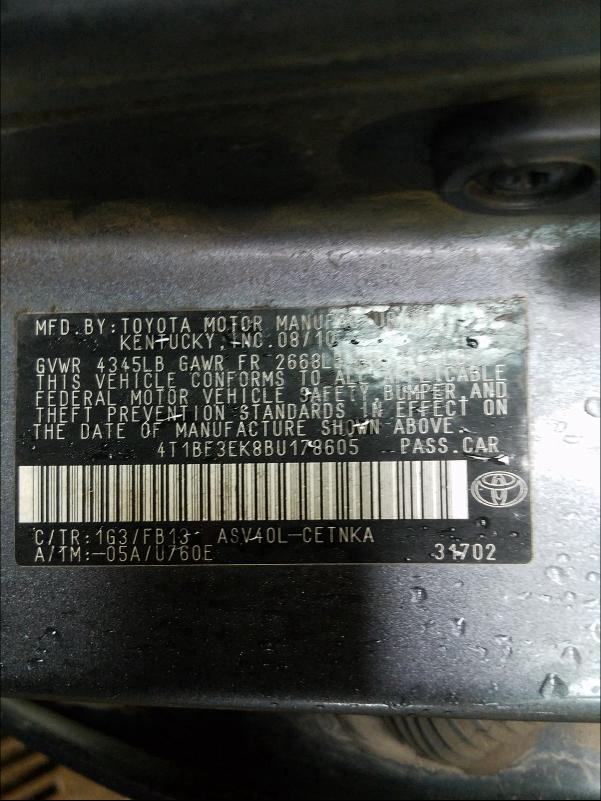 MFD. BY: TOYOTA MOTOR
KENTUCKY, INC. 08/10
GVWR 4345LB GAWR FR 2668LB
THIS VEHICLE CONFORMS TO ALL APPLICABLE
FEDERAL MOTOR VEHICLE SAFETY, BUMPER, AND
THEFT PREVENTION STANDARDS IN EFFECT ON
THE DATE OF MANUFACTURE SHOWN ABOVE.
4T1BF3EK8BU178605 PASS.CAR
C/TR: 1G3/FB13 ASV40L-CETNKA
A/TM: -05A/U760E 31702